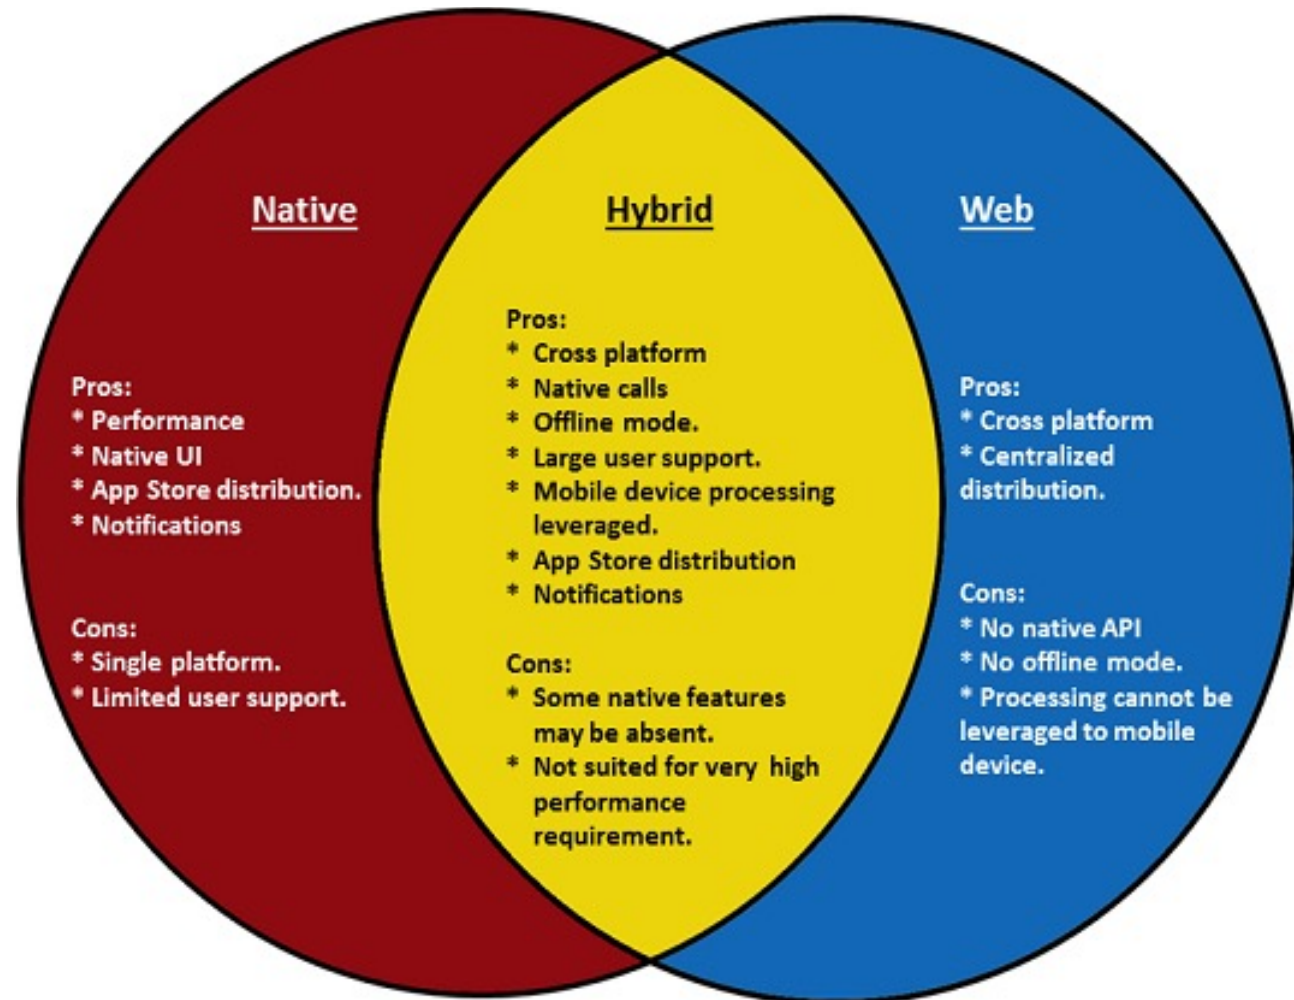 Native
Pros:
* Performance
* Native UI
* App Store distribution.
* Notifications
Cons:
* Single platform.
* Limited user support.
Hybrid
Pros:
* Cross platform
* Native calls
* Offline mode.
* Large user support.
* Mobile device processing
leveraged.
* App Store distribution
* Notifications
Cons:
* Some native features
may be absent.
* Not suited for very high
performance
requirement.
Web
Pros:
* Cross platform
* Centralized
distribution.
Cons:
* No native API
* No offline mode.
* Processing cannot be
leveraged to mobile
device.